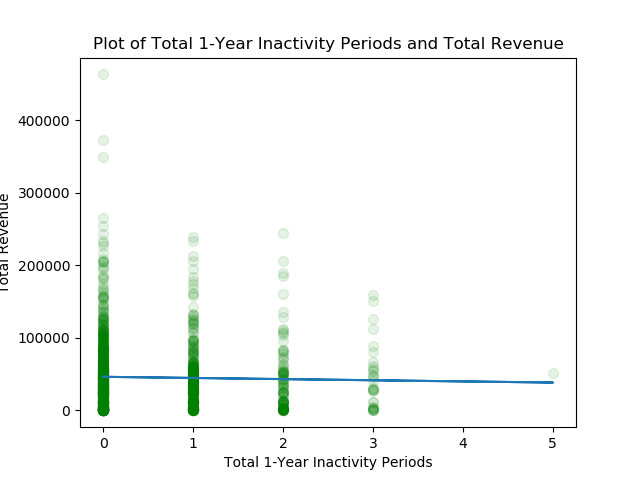 Plot of Total 1-Year Inactivity Periods and Total Revenue
400000
300000
200000
100000
0
Total Revenue
0 1 2 3 4 5
Total 1-Year Inactivity Periods